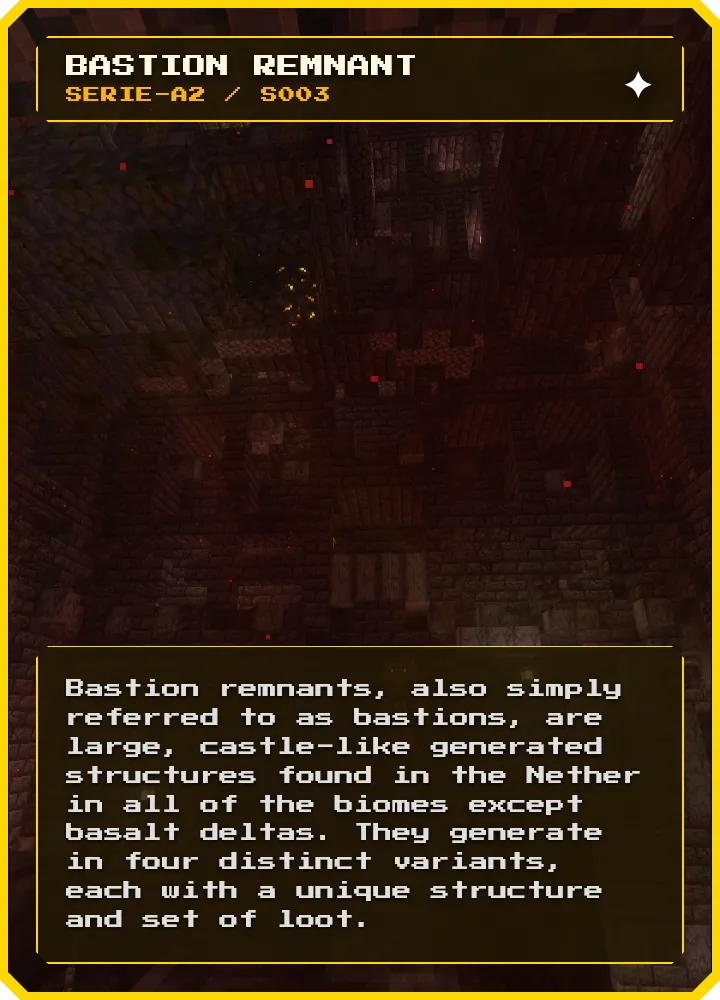 BASTION REMNANT
SERIE-A2 / S003
Bastion remnants, also simply
referred to as bastions, are
large, castle-like generated
structures found in the Nether
in all of the biomes except
basalt deltas. They generate
in four distinct variants,
each with a unique structure
and set of loot.